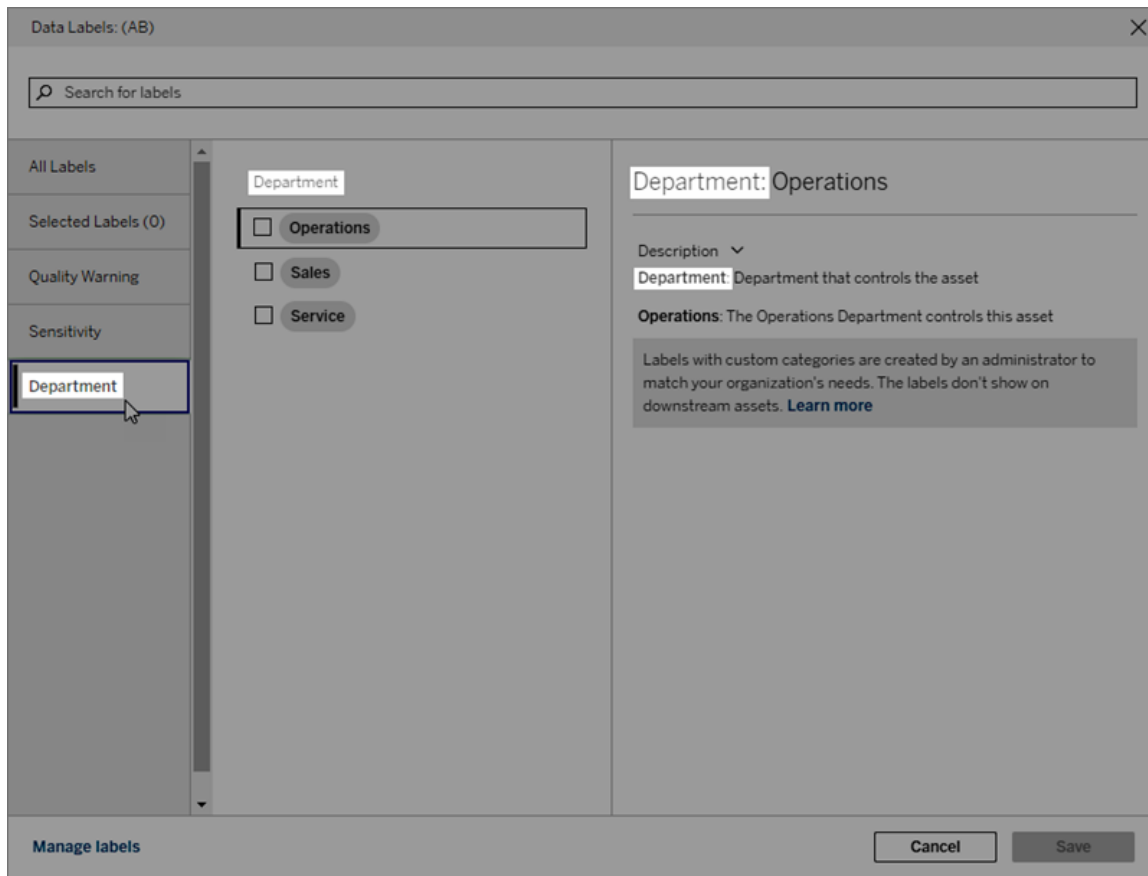 Data Labels: (AB)
Search for labels
All Labels
Selected Labels (0)
Quality Warning
Sensitivity
Department
Department
Operations
Sales
Service
Department: Operations
Description
Department: Department that controls the asset
Operations: The Operations Department controls this asset
Labels with custom categories are created by an administrator to
match your organization's needs. The labels don't show on
downstream assets. Learn more
Manage labels
Cancel
Save